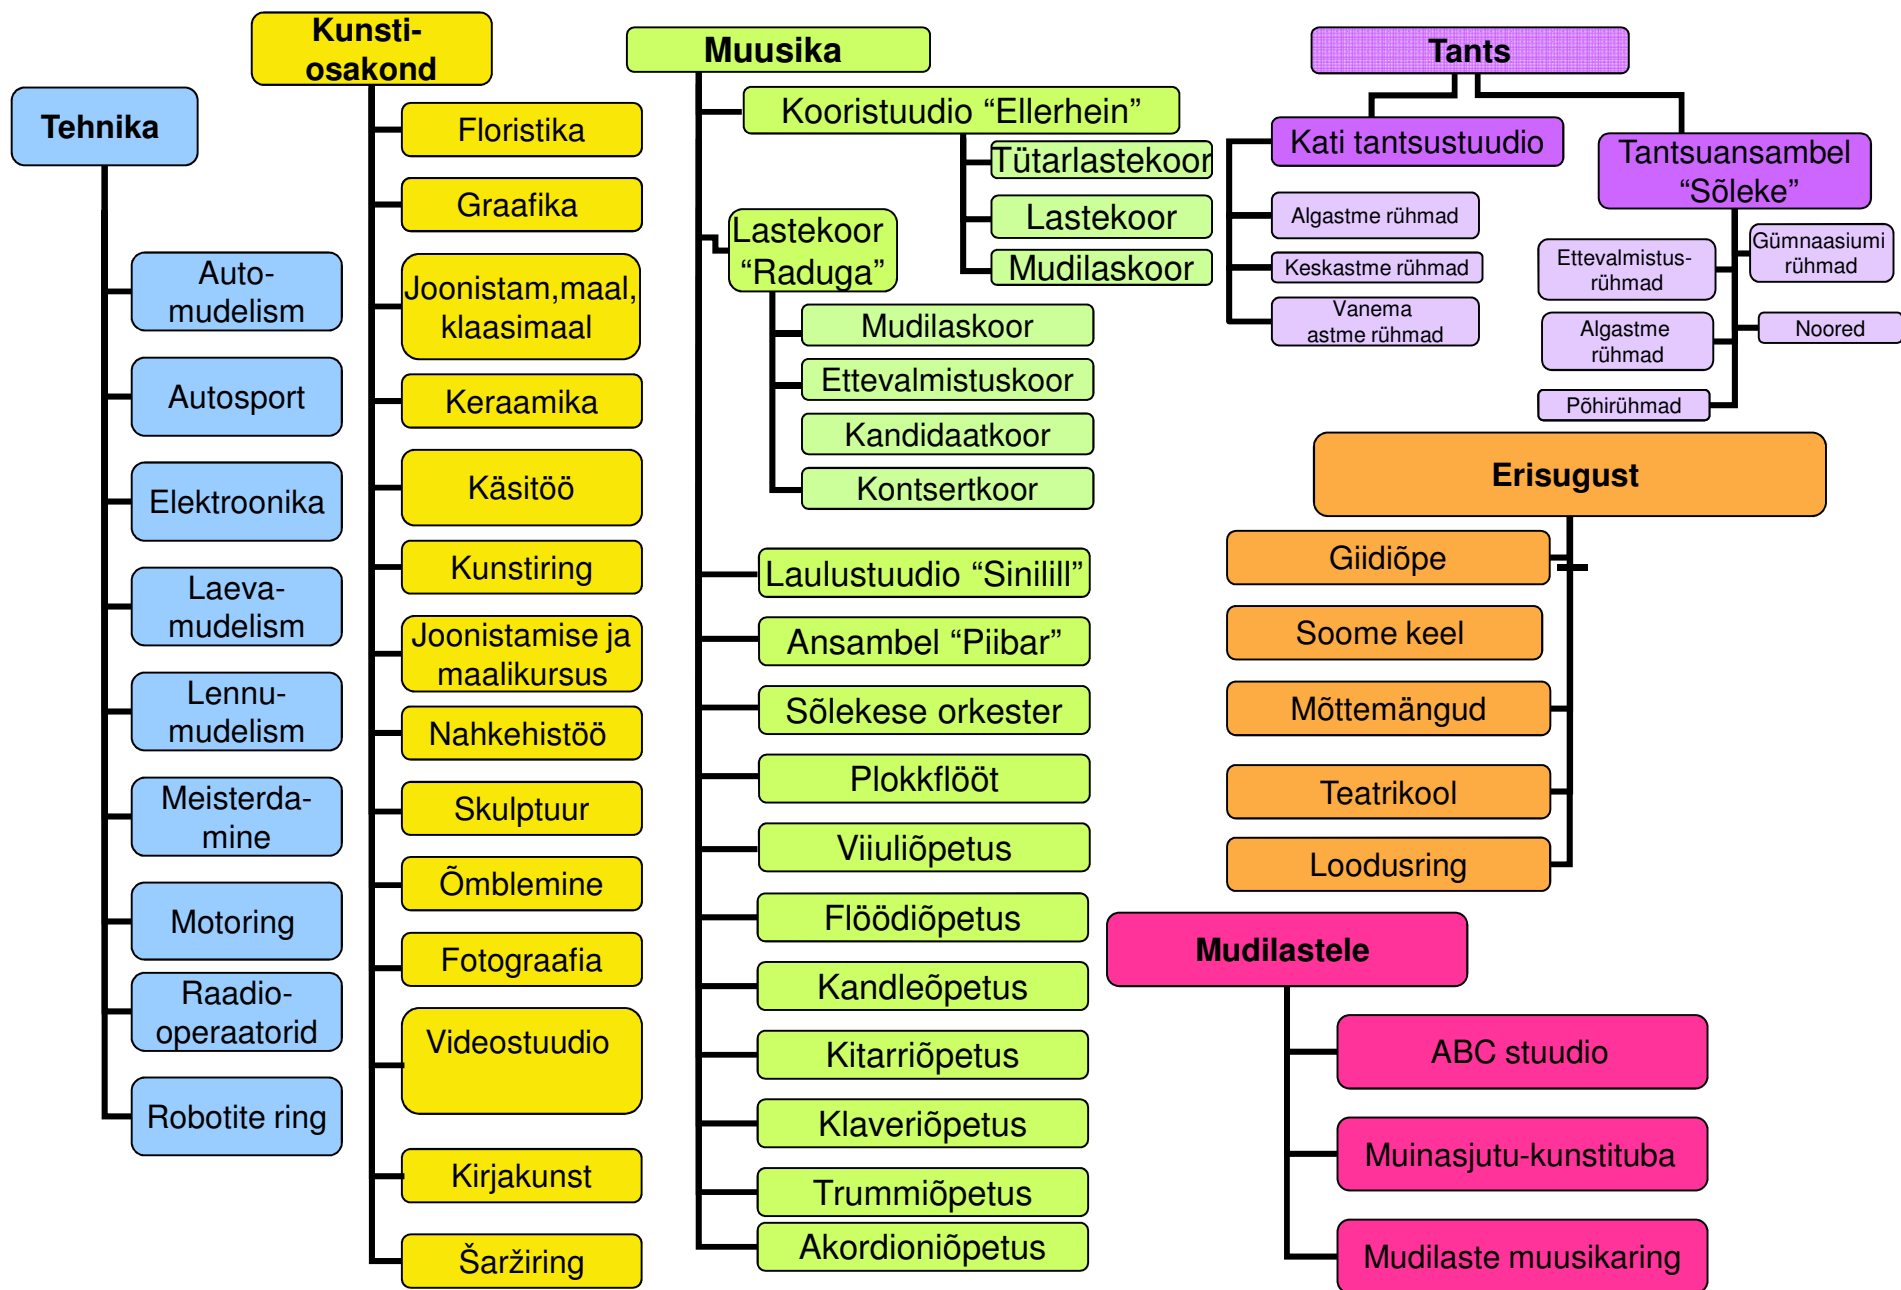 Tehnika
Auto-
mudelism
Autosport
Elektroonika
Laeva-
mudelism
Lennu-
mudelism
Meisterda-
mine
Motoring
Raadio-
operaatorid
Robotite ring
Kunsti-
osakond
Floristika
Graafika
Joonistam,maal,
klaasimaal
Keraamika
Käsitöö
Kunstiring
Joonistamise ja
maalikursus
Nahkehistöö
Skulptuur
Õmblemine
Fotograafia
Videostuudio
Kirjakunst
Šaržiring
Muusika
Kooristuudio “Ellerhein”
Tütarlastekoor
Lastekoor
Mudilaskoor
Lastekoor
“Raduga”
Mudilaskoor
Ettevalmistuskoor
Kandidaatkoor
Kontsertkoor
Laulustuudio “Sinilill”
Ansambel “Piibar”
Sõlekese orkester
Plokkflööt
Viiuliõpetus
Flöödiõpetus
Kandleõpetus
Kitarriõpetus
Klaveriõpetus
Trummiõpetus
Akordioniõpetus
Tants
Kati tantsustuudio
Algastme rühmad
Keskastme rühmad
Vanema
astme rühmad
Tantsuansambel
“Sõleke”
Gümnaasiumi
rühmad
Ettevalmistus-
rühmad
Algastme
rühmad
Noored
Põhirühmad
Erisugust
Giidiõpe
Soome keel
Mõttemängud
Teatrikool
Loodusring
Mudilastele
ABC stuudio
Muinasjutu-kunstituba
Mudilaste muusikaring